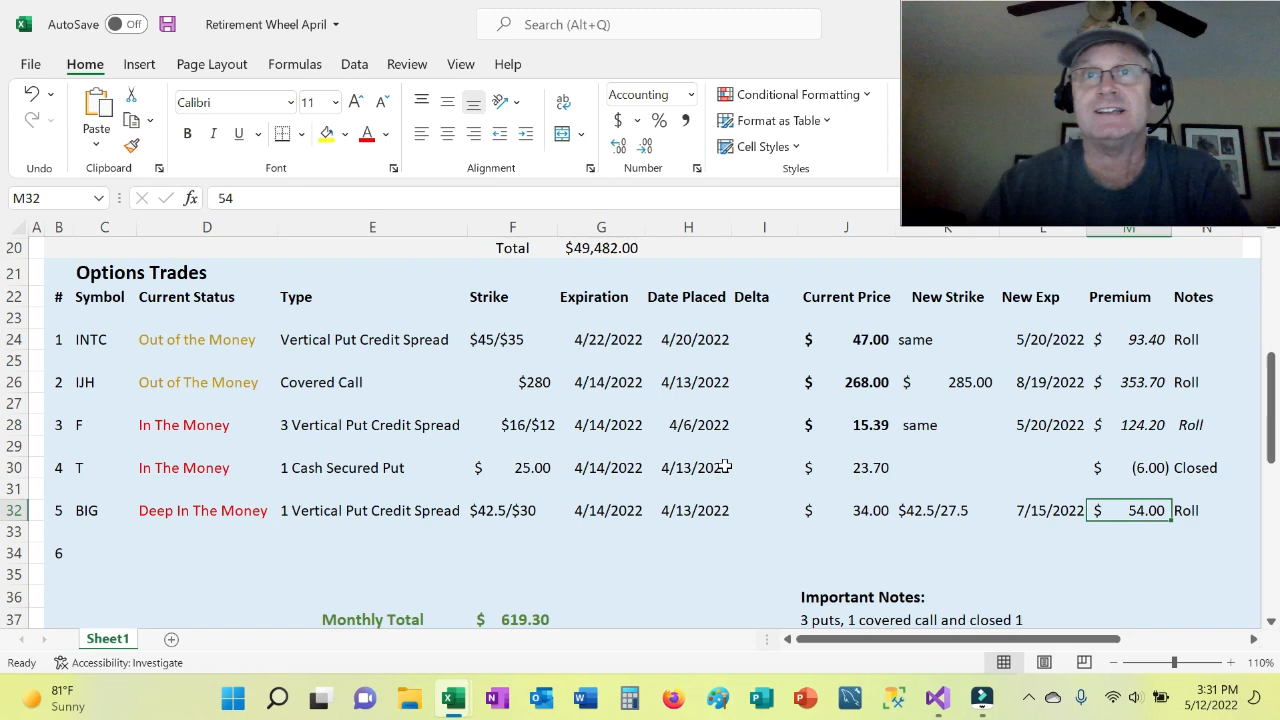 AutoSave Off Retirement Wheel April Search (Alt+Q)
File Home Insert Page Layout Formulas Data Review View Help
Calibri 11 ab Accounting Conditional Formatting
Paste B I U A $ % Format as Table
Cell Styles
Undo Clipboard Font Alignment Number Styles
M32 fx 54
A B C D E F G H I J K L M N
20 Total $49,482.00
21 Options Trades
22 # Symbol Current Status Type Strike Expiration Date Placed Delta Current Price New Strike New Exp Premium Notes
23
24 1 INTC Out of the Money Vertical Put Credit Spread $45/$35 4/22/2022 4/20/2022 $ 47.00 same 5/20/2022 $ 93.40 Roll
25
26 2 IJH Out of The Money Covered Call $280 4/14/2022 4/13/2022 $ 268.00 $ 285.00 8/19/2022 $ 353.70 Roll
27
28 3 F In The Money 3 Vertical Put Credit Spread $16/$12 4/14/2022 4/6/2022 $ 15.39 same 5/20/2022 $ 124.20 Roll
29
30 4 T In The Money 1 Cash Secured Put $ 25.00 4/14/2022 4/13/2022 $ 23.70 $ (6.00) Closed
31
32 5 BIG Deep In The Money 1 Vertical Put Credit Spread $42.5/$30 4/14/2022 4/13/2022 $ 34.00 $42.5/27.5 7/15/2022 $ 54.00 Roll
33
34 6
35
36 Important Notes:
37 Monthly Total $ 619.30 3 puts, 1 covered call and closed 1
Sheet1
Ready Accessibility: Investigate 110%
81°F
Sunny
3:31 PM
5/12/2022